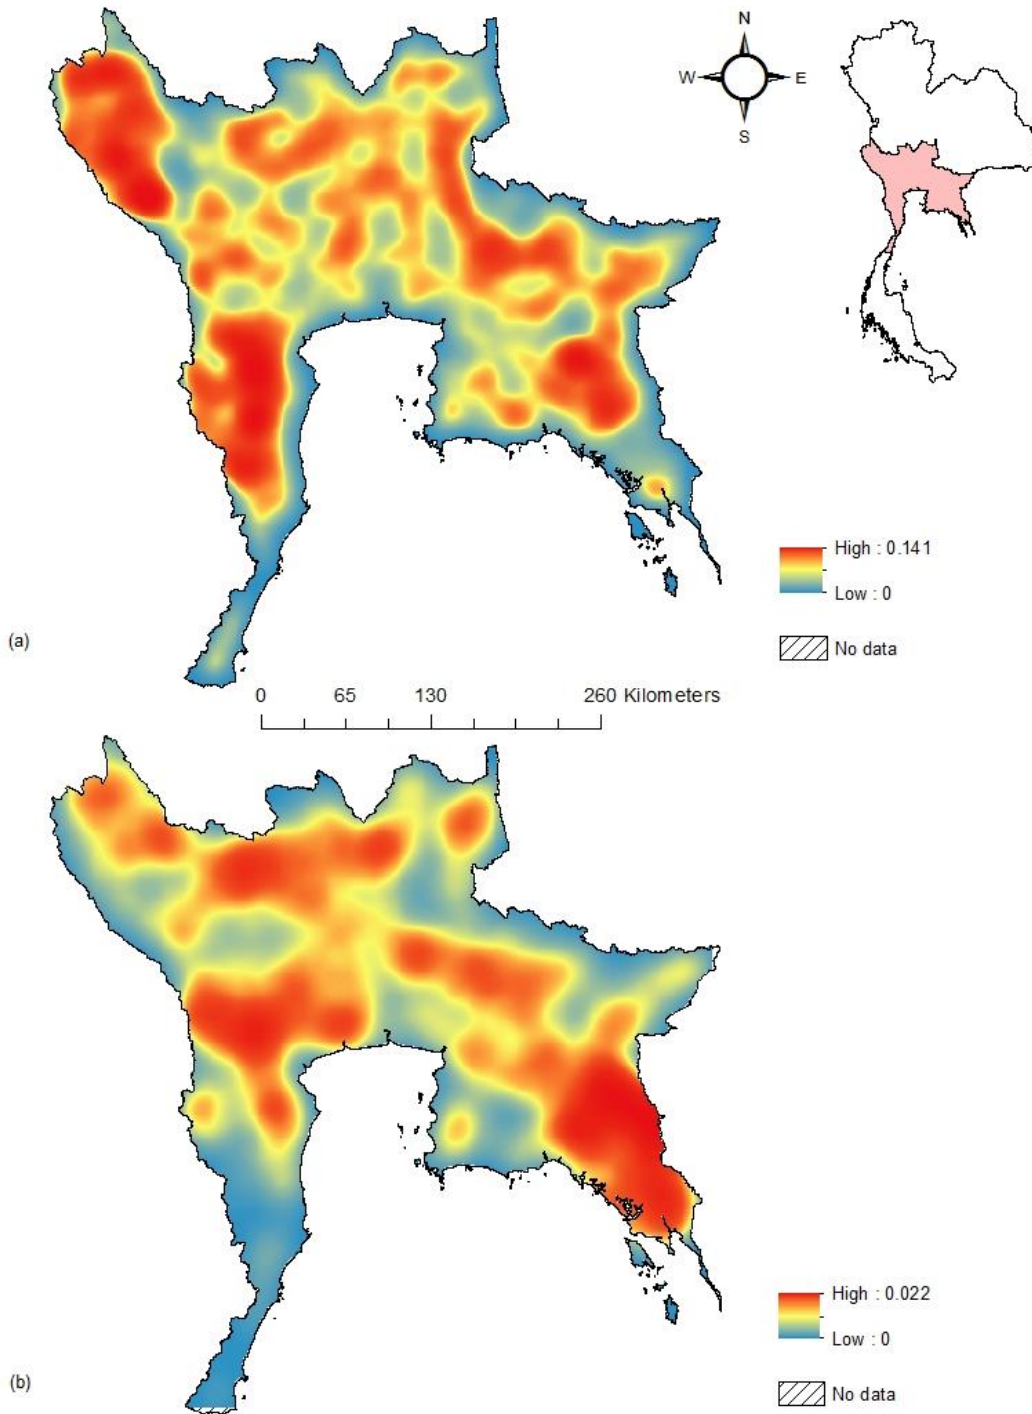 N
W E
S
High : 0.141
Low : 0
(a)
No data
0 65 130 260 Kilometers
High : 0.022
Low : 0
(b)
No data